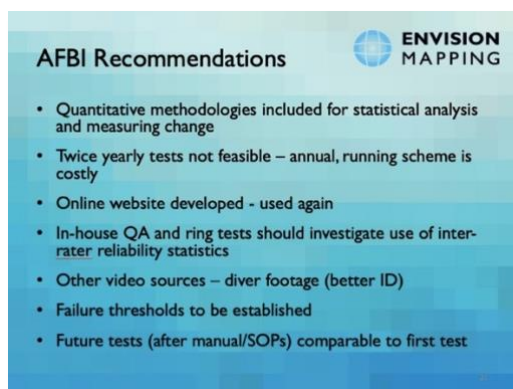 ENVISION
MAPPING
AFBI Recommendations
• Quantitative methodologies included for statistical analysis
and measuring change
• Twice yearly tests not feasible – annual, running scheme is
costly
• Online website developed - used again
• In-house QA and ring tests should investigate use of inter-
rater reliability statistics
• Other video sources – diver footage (better ID)
• Failure thresholds to be established
• Future tests (after manual/SOPs) comparable to first test